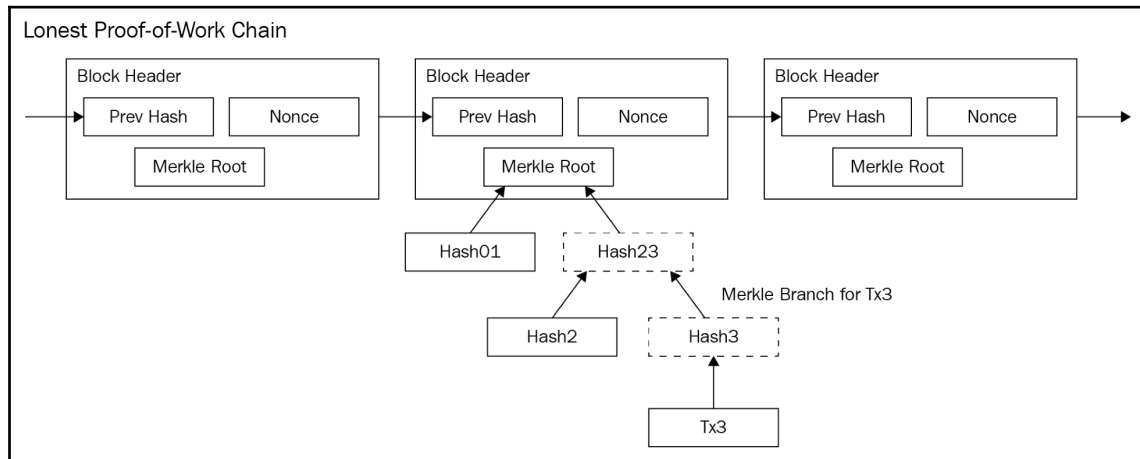 Lonest Proof-of-Work Chain
Block Header
Block Header
Block Header
Prev Hash
Nonce
Prev Hash
Nonce
Prev Hash
Nonce
Merkle Root
Merkle Root
Merkle Root
Hash01
Hash23
Merkle Branch for Tx3
Hash2
Hash3
Tx3